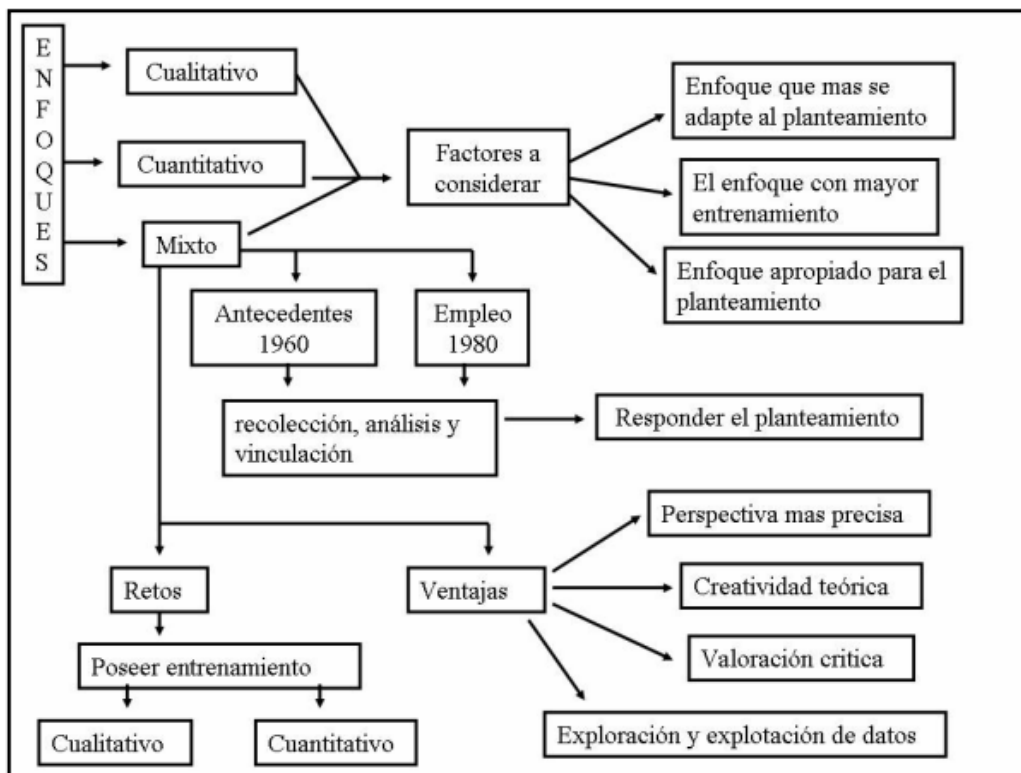 ENFOQUES
Cualitativo
Cuantitativo
Mixto
Factores a
considerar
Enfoque que mas se
adapte al planteamiento
El enfoque con mayor
entrenamiento
Enfoque apropiado para el
planteamiento
Antecedentes
1960
Empleo
1980
recolección, análisis y
vinculación
Responder el planteamiento
Retos
Poseer entrenamiento
Cualitativo
Cuantitativo
Ventajas
Perspectiva mas precisa
Creatividad teórica
Valoración critica
Exploración y explotación de datos